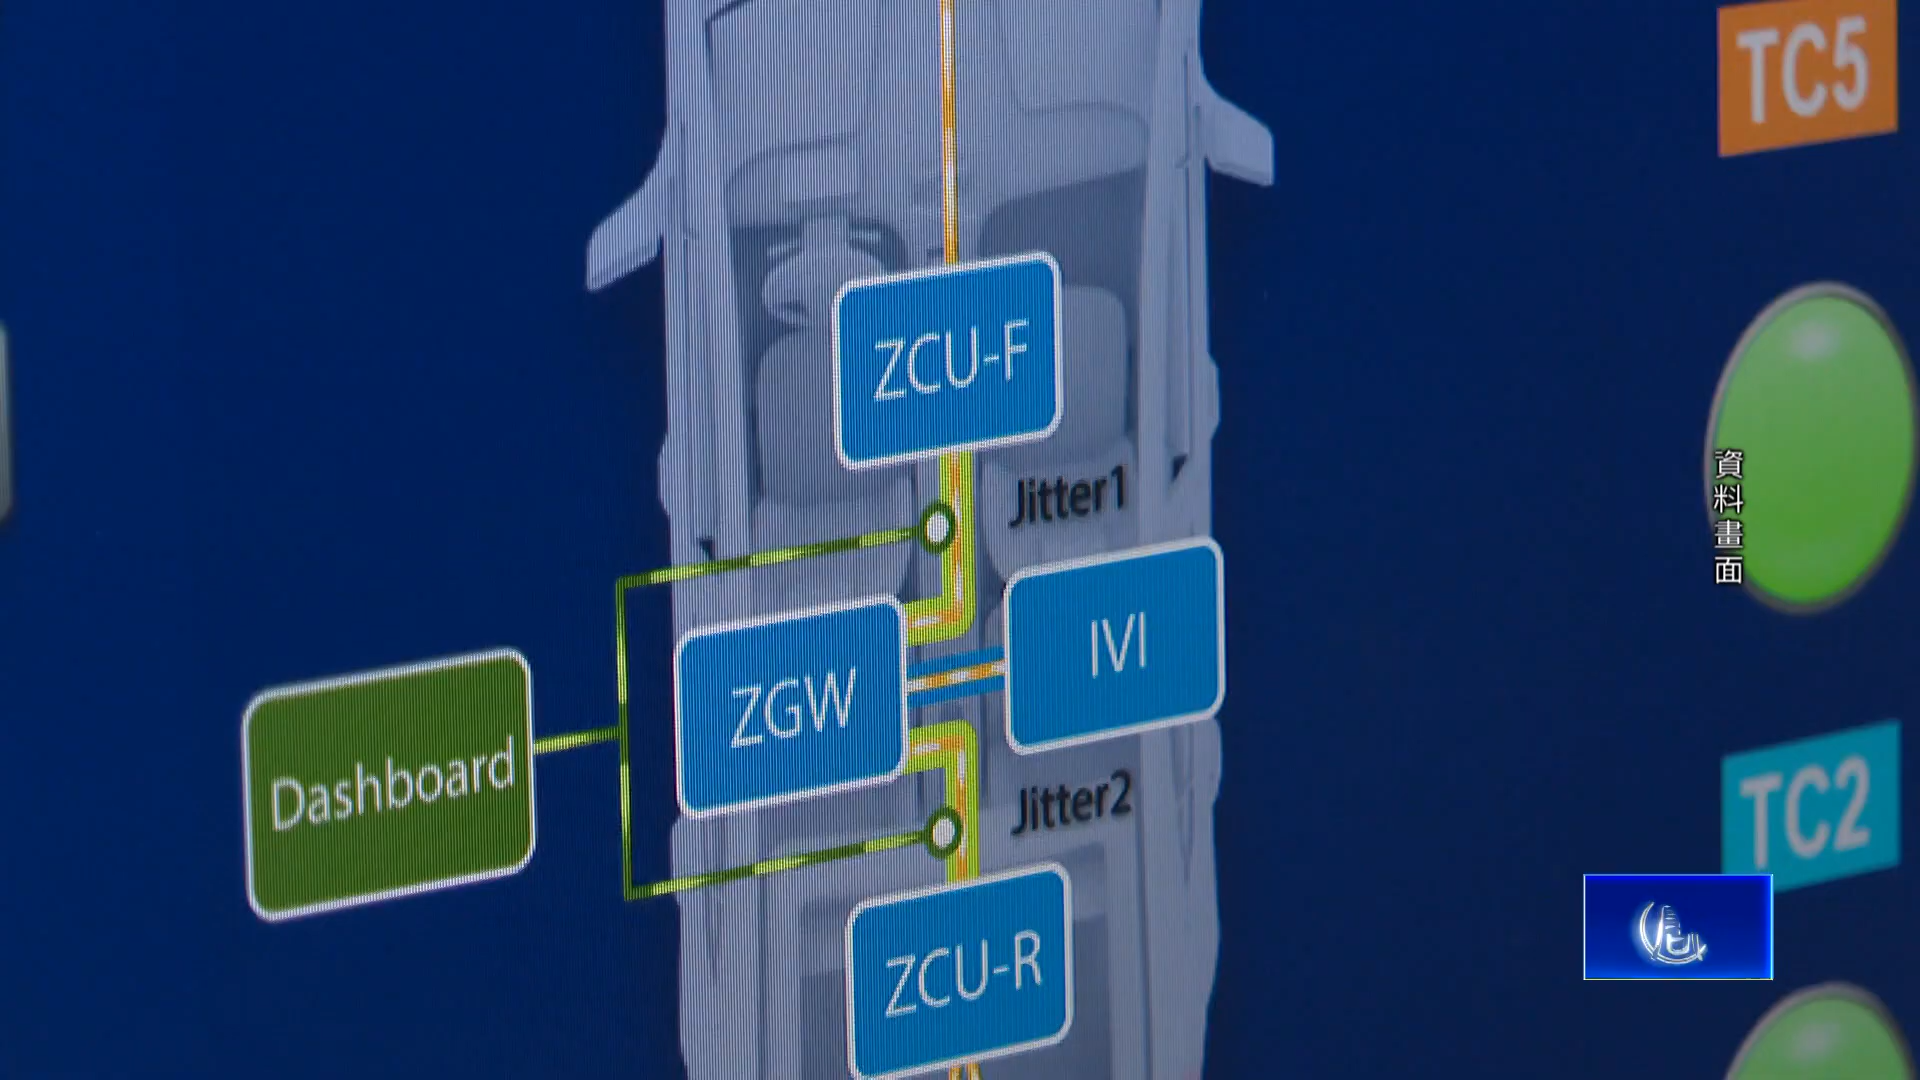 TC5
ZCU-F
Jitter1
資料畫面
IVI
ZGW
Dashboard
TC2
Jitter2
ZCU-R